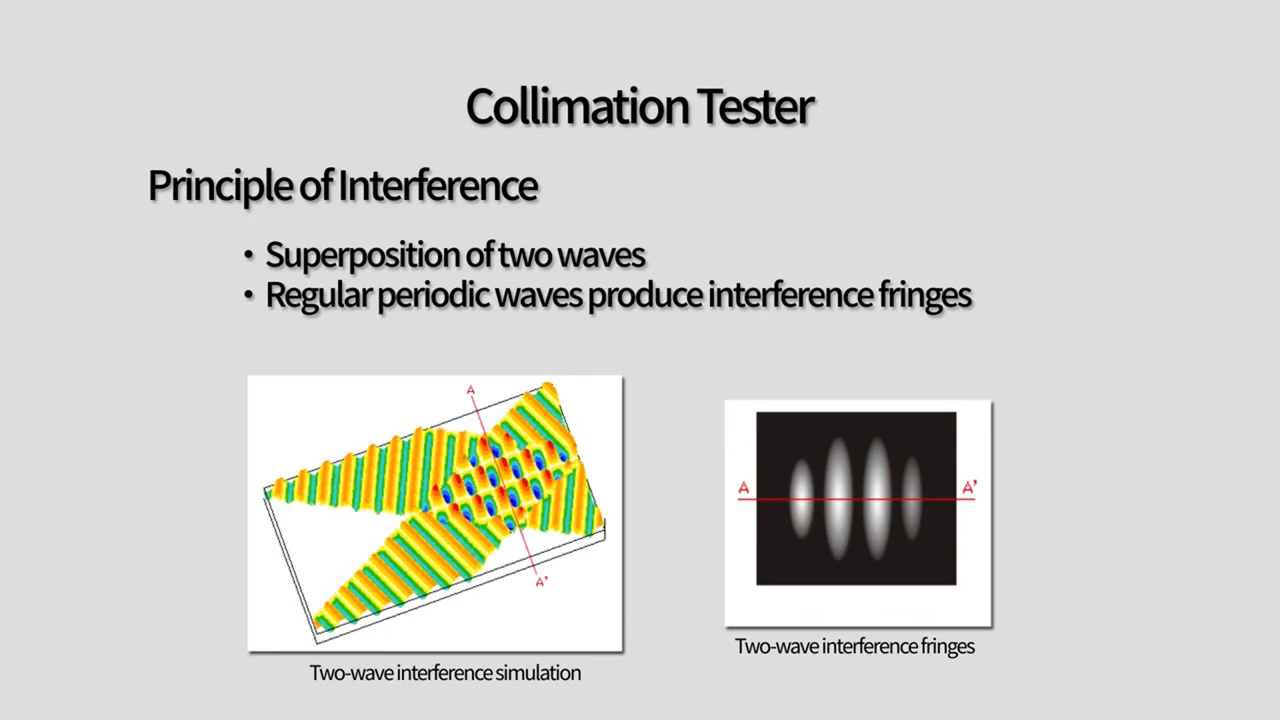 Collimation Tester
Principle of Interference
・ Superposition of two waves
・ Regular periodic waves produce interference fringes
A
A'
A
A'
Two-wave interference fringes
Two-wave interference simulation